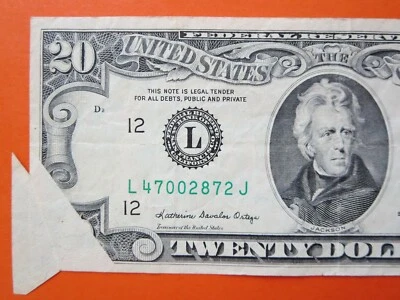 FEDERAL RESERVE
20
UNITED STATES
THE
THIS NOTE IS LEGAL TENDER
FOR ALL DEBTS, PUBLIC AND PRIVATE
12
L
L 47002872 J
12
Katherine Davalos Ortega
Treasurer of the United States
JACKSON
TWENTY DOL